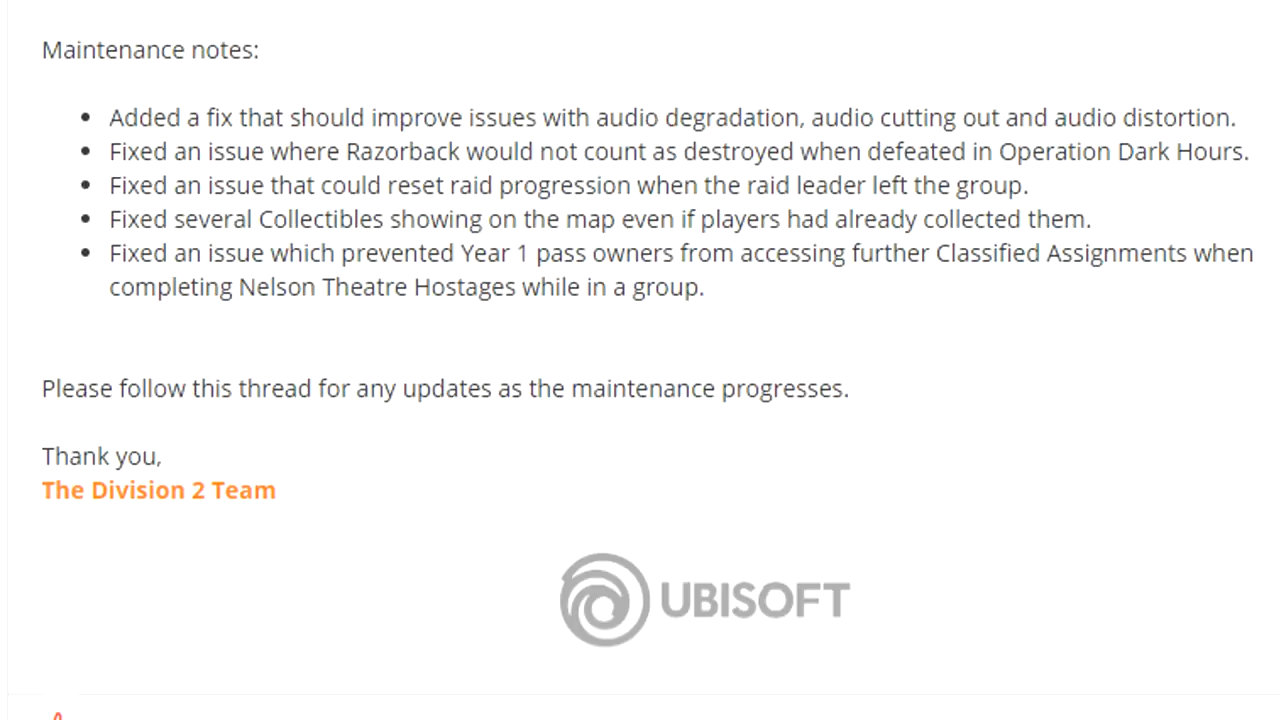 Maintenance notes:
• Added a fix that should improve issues with audio degradation, audio cutting out and audio distortion.
• Fixed an issue where Razorback would not count as destroyed when defeated in Operation Dark Hours.
• Fixed an issue that could reset raid progression when the raid leader left the group.
• Fixed several Collectibles showing on the map even if players had already collected them.
• Fixed an issue which prevented Year 1 pass owners from accessing further Classified Assignments when
completing Nelson Theatre Hostages while in a group.
Please follow this thread for any updates as the maintenance progresses.
Thank you,
The Division 2 Team
UBISOFT